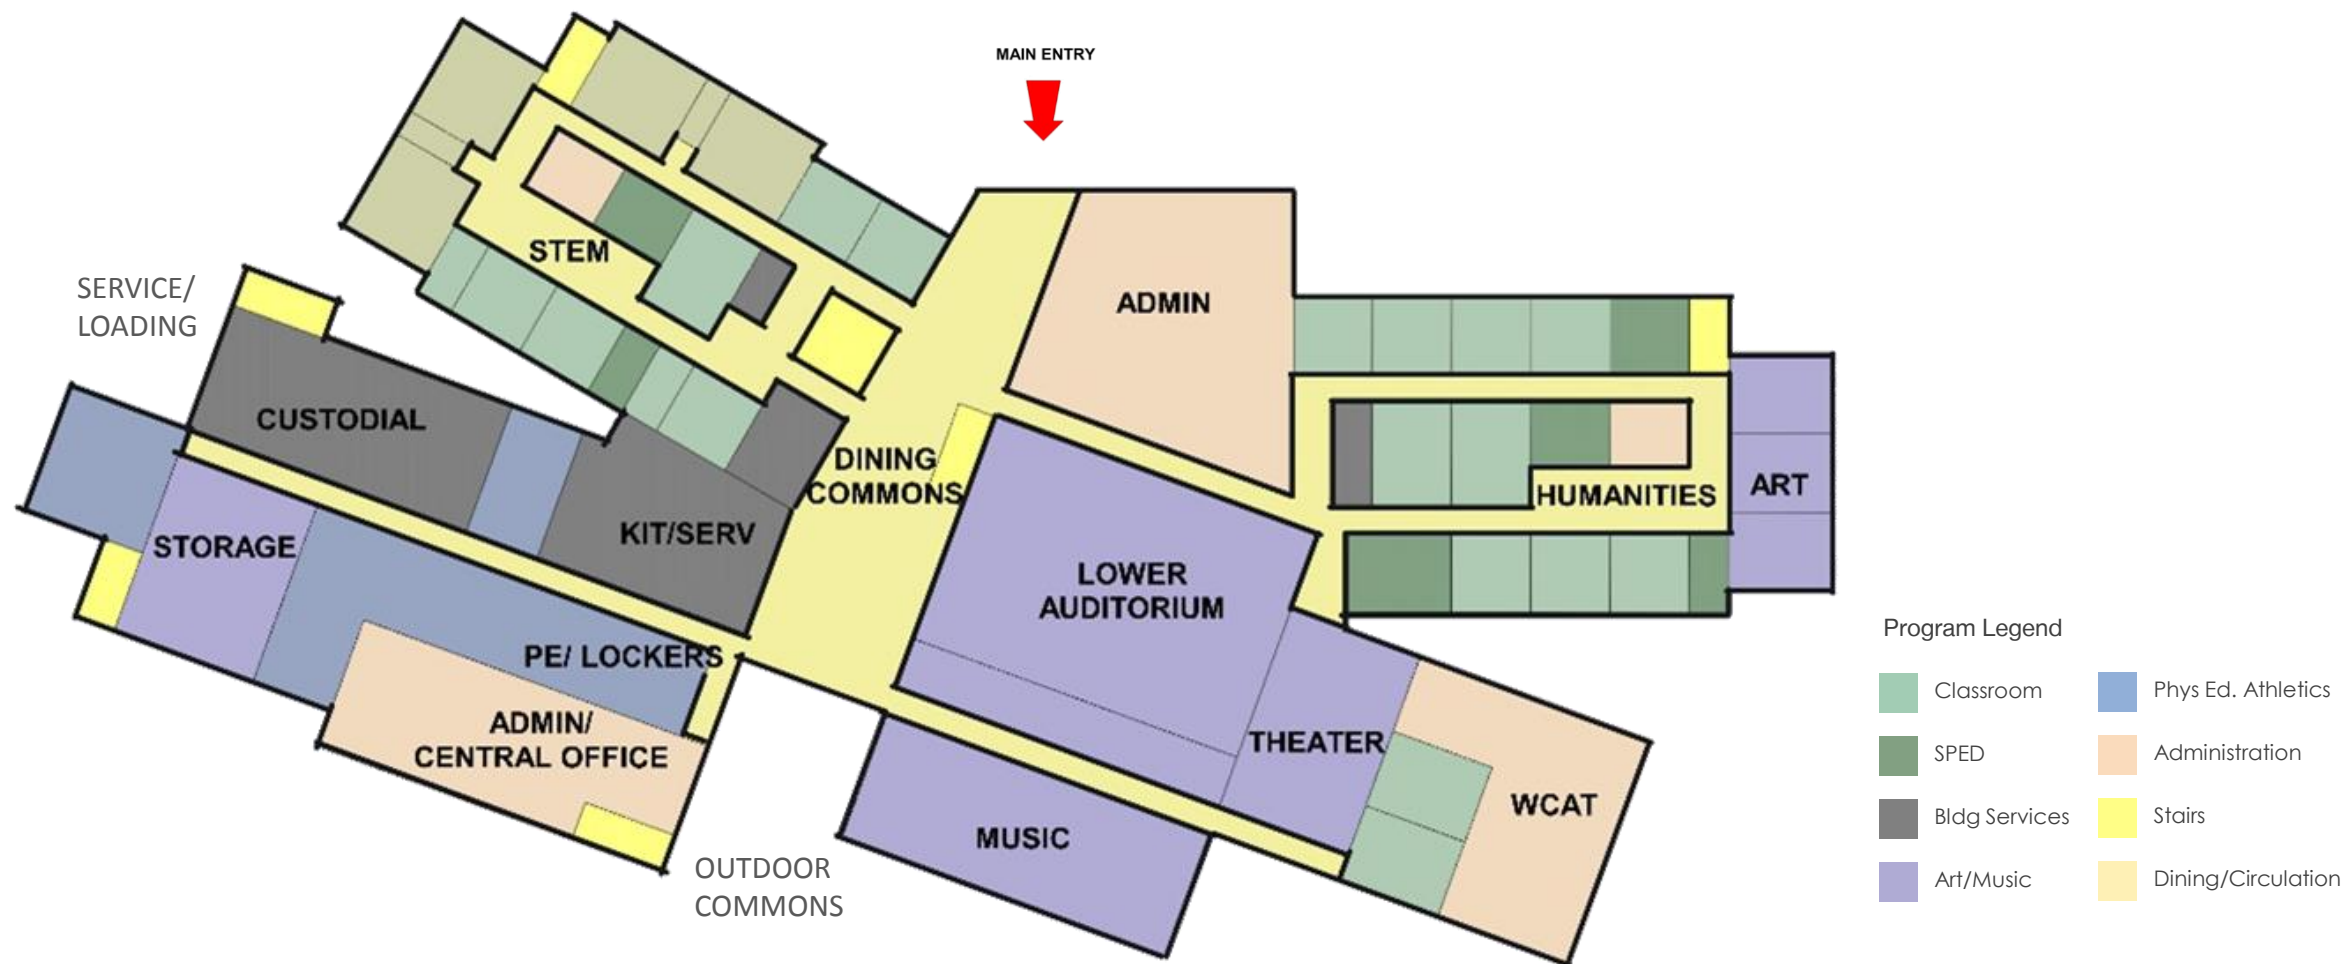 MAIN ENTRY
STEM
ADMIN
SERVICE/
LOADING
CUSTODIAL
DINING
COMMONS
HUMANITIES
ART
KIT/SERV
STORAGE
LOWER
AUDITORIUM
PE/ LOCKERS
ADMIN/
CENTRAL OFFICE
THEATER
WCAT
MUSIC
OUTDOOR
COMMONS
Program Legend
Classroom
Phys Ed. Athletics
SPED
Administration
Bldg Services
Stairs
Art/Music
Dining/Circulation